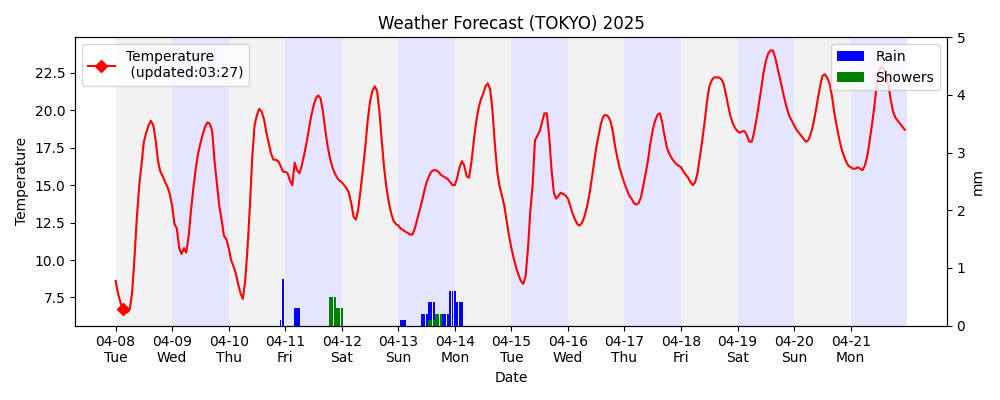 Weather Forecast (TOKYO) 2025
Temperature
(updated:03:27)
Rain
Showers
Temperature
22.5
20.0
17.5
15.0
12.5
10.0
7.5
5
4
3
2
1
0
mm
04-08 04-09 04-10 04-11 04-12 04-13 04-14 04-15 04-16 04-17 04-18 04-19 04-20 04-21
Tue Wed Thu Fri Sat Sun Mon Tue Wed Thu Fri Sat Sun Mon
Date